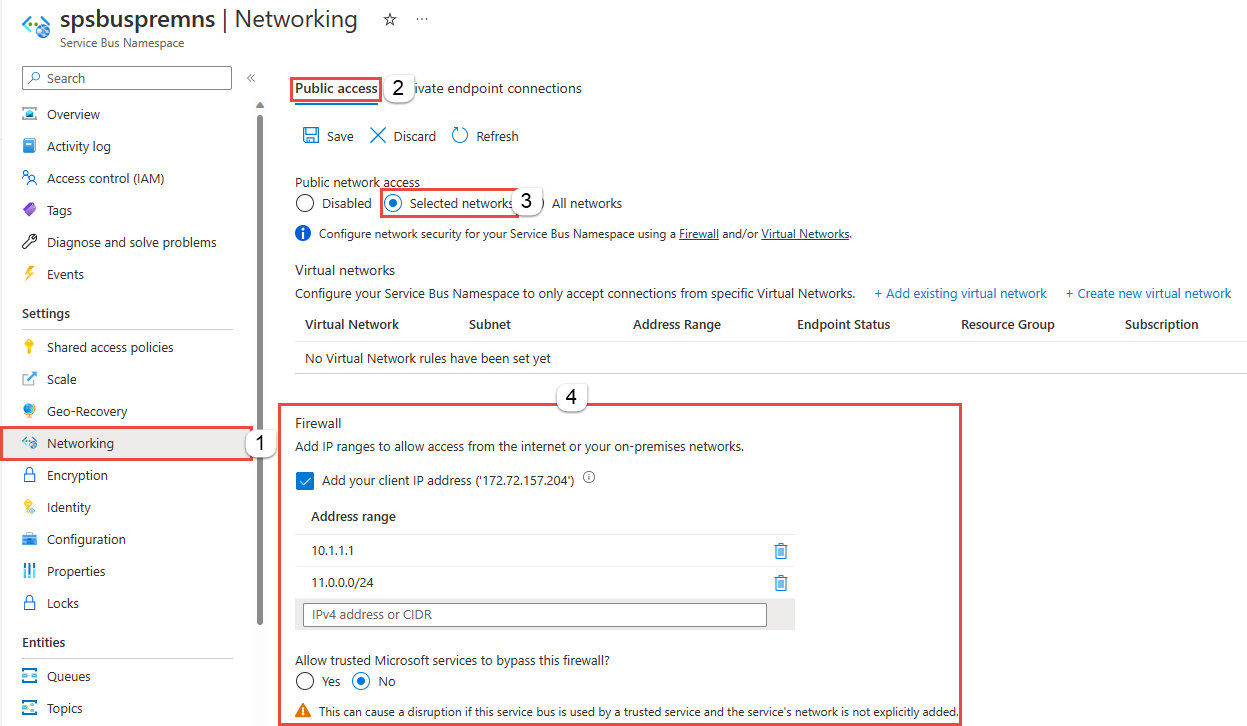 spsbuspremns | Networking
Service Bus Namespace
Search
Overview
Activity log
Access control (IAM)
Tags
Diagnose and solve problems
Events
Settings
Shared access policies
Scale
Geo-Recovery
Networking 1
Encryption
Identity
Configuration
Properties
Locks
Entities
Queues
Topics
Public access 2 ivate endpoint connections
Save Discard Refresh
Public network access
Disabled Selected networks 3 All networks
Configure network security for your Service Bus Namespace using a Firewall and/or Virtual Networks.
Virtual networks
Configure your Service Bus Namespace to only accept connections from specific Virtual Networks. + Add existing virtual network + Create new virtual network
Virtual Network Subnet Address Range Endpoint Status Resource Group Subscription
No Virtual Network rules have been set yet
4
Firewall
Add IP ranges to allow access from the internet or your on-premises networks.
Add your client IP address ('172.72.157.204')
Address range
10.1.1.1
11.0.0.0/24
IPv4 address or CIDR
Allow trusted Microsoft services to bypass this firewall?
Yes No
This can cause a disruption if this service bus is used by a trusted service and the service's network is not explicitly added.